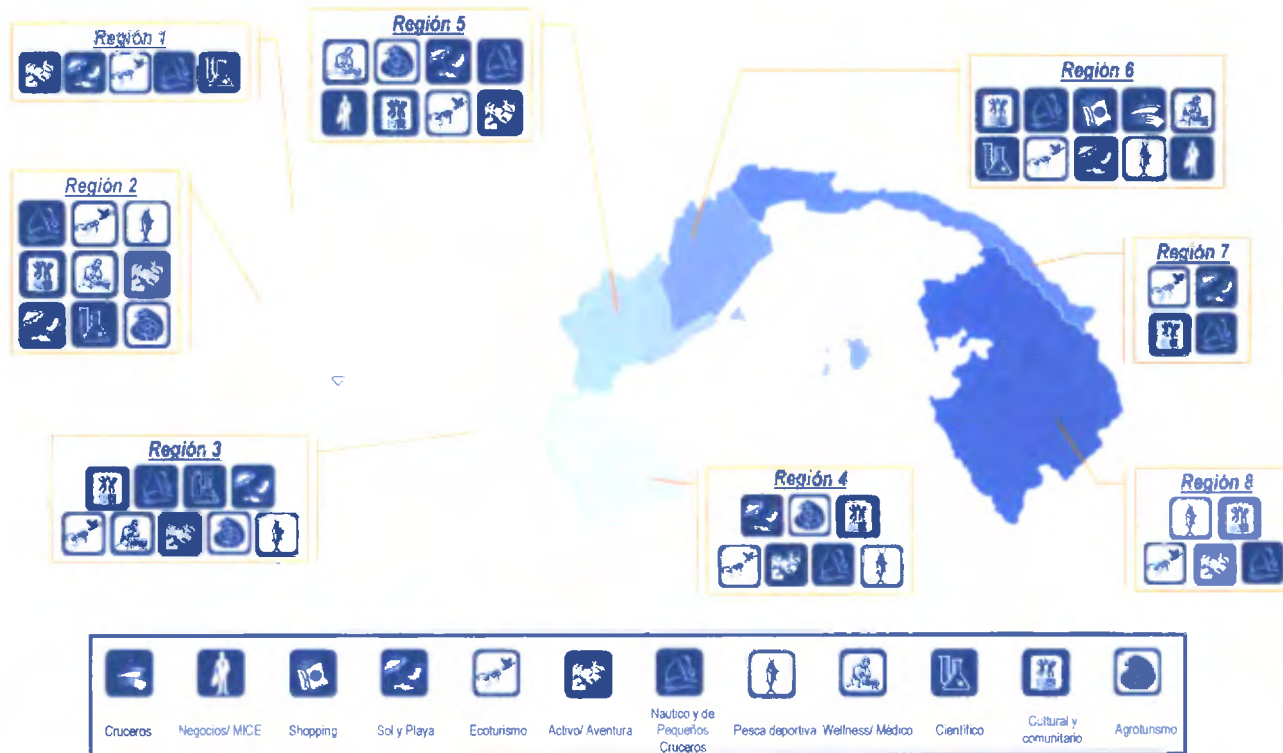 Región 1
Región 5
Región 6
Región 2
Región 7
Región 3
Región 4
Región 8
Cruceros
Negocios/ MICE
Shopping
Sol y Playa
Ecoturismo
Activo/ Aventura
Nautico y de
Pequeños
Cruceros
Pesca deportiva
Wellness/ Médico
Científico
Cultural y
comunitario
Agroturismo